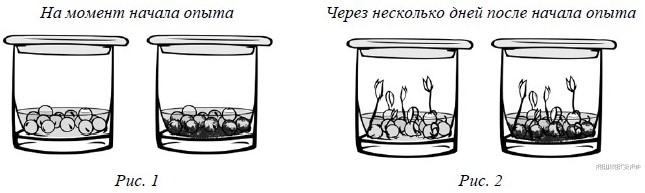 На момент начала опыта
Через несколько дней после начала опыта
Рис. 1
Рис. 2